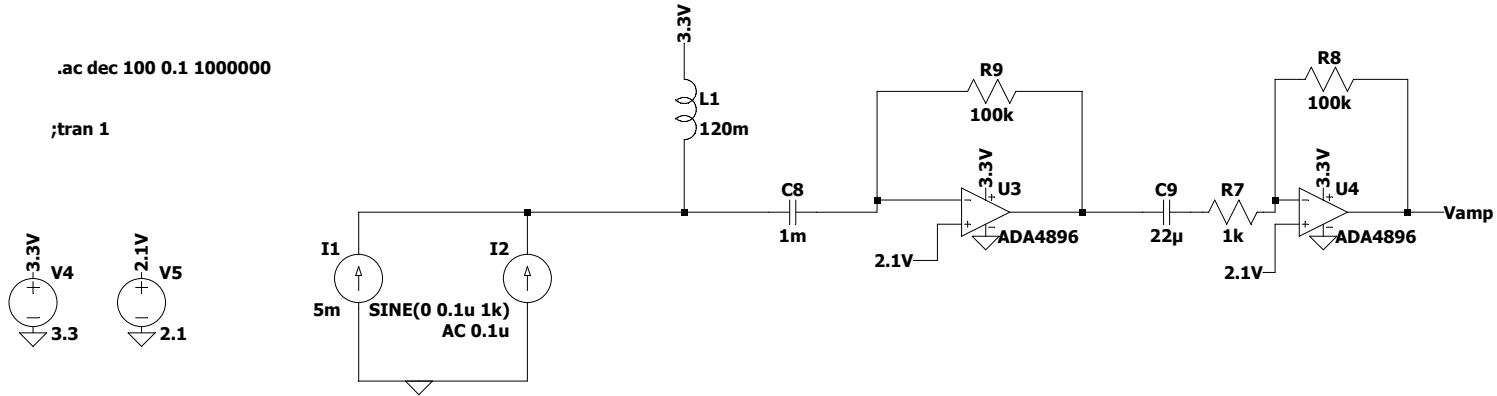 .ac dec 100 0.1 1000000
;tran 1
3.3V
L1
120m
R9
100k
R8
100k
C8
1m
3.3V
U3
ADA4896
2.1V
C9
22µ
R7
1k
3.3V
U4
ADA4896
2.1V
Vamp
3.3V
V4
3.3
2.1V
V5
2.1
I1
5m
I2
SINE(0 0.1u 1k)
AC 0.1u